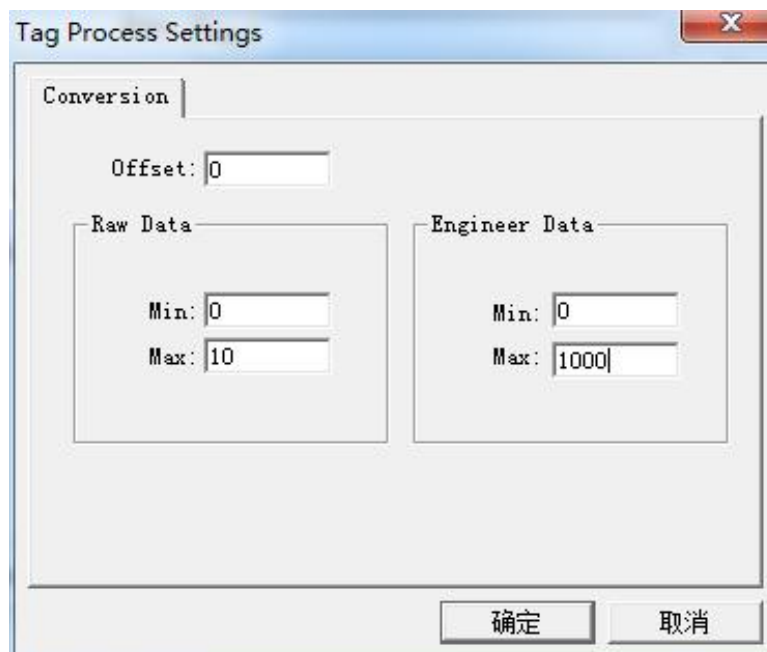 Tag Process Settings
Conversion
Offset: 0
Raw Data
Min: 0
Max: 10
Engineer Data
Min: 0
Max: 1000
确定
取消